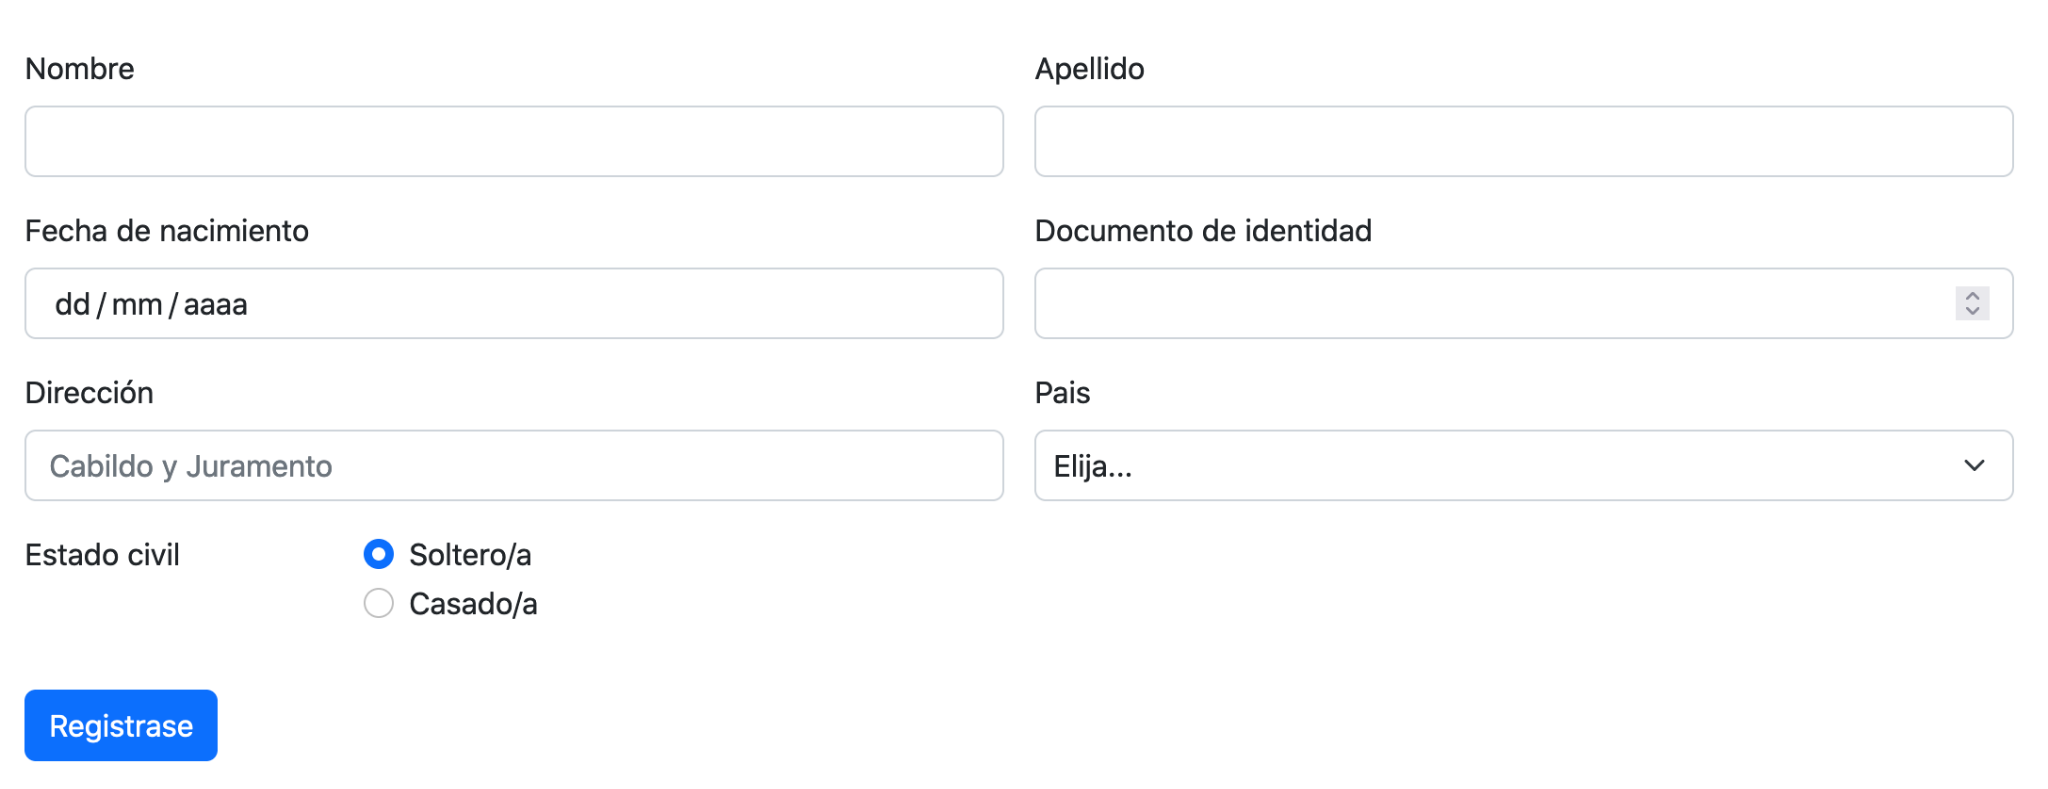 Nombre
Apellido
Fecha de nacimiento
Documento de identidad
dd/mm/aaaa
Dirección
Pais
Cabildo y Juramento
Elija...
Estado civil
Soltero/a
Casado/a
Registrase